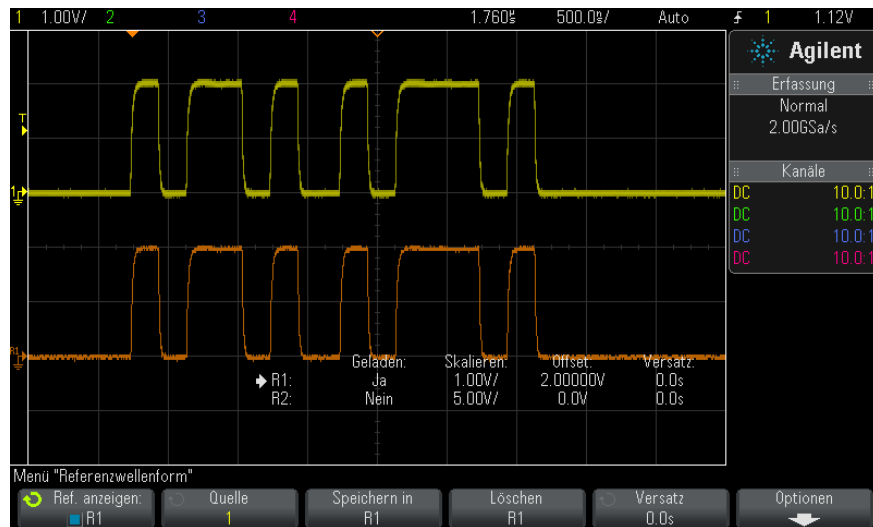 1 1.00V/ 2 3 4 1.760s 500.0s/ Auto 1 1.12V
Agilent
Erfassung
Normal
2.00GSa/s
Kanäle
DC 10.0:1
DC 10.0:1
DC 10.0:1
DC 10.0:1
T
1
R1
Geladen: Skalieren: Offset: Versatz:
R1: Ja 1.00V/ 2.00000V 0.0s
R2: Nein 5.00V/ 0.0V 0.0s
Menü "Referenzwellenform"
Ref. anzeigen: Quelle Speichern in Löschen Versatz Optionen
R1 1 R1 R1 0.0s